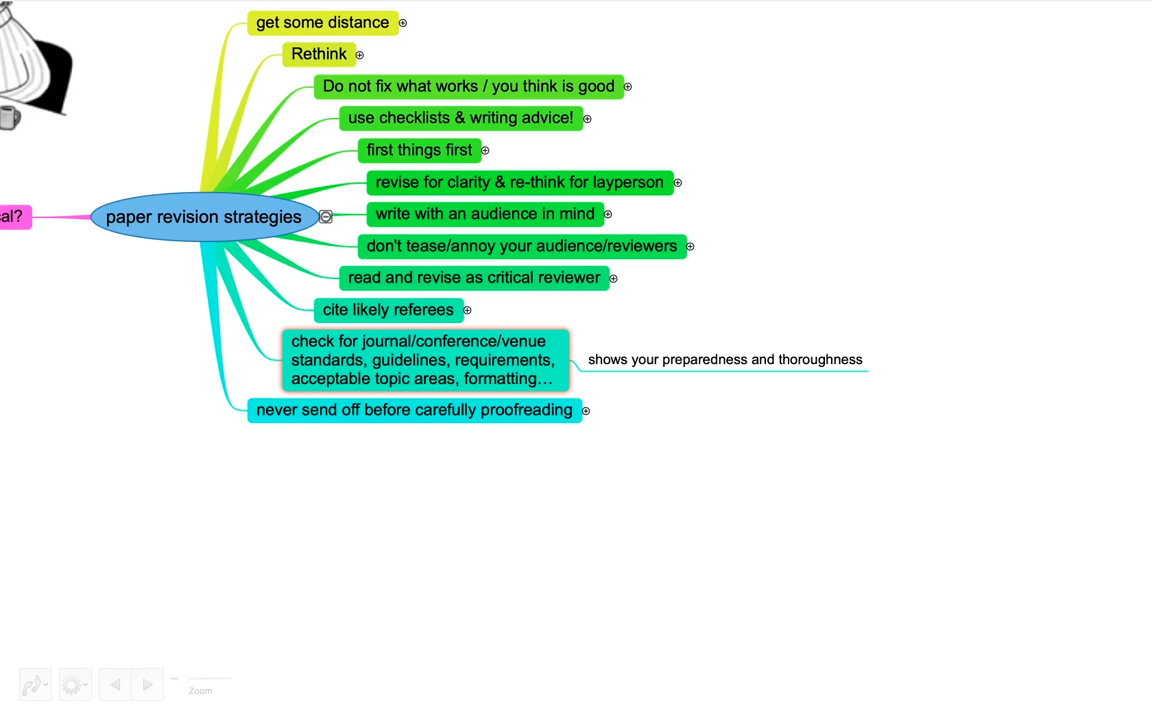 get some distance
Rethink
Do not fix what works / you think is good
use checklists & writing advice!
first things first
revise for clarity & re-think for layperson
al?
paper revision strategies
write with an audience in mind
don't tease/annoy your audience/reviewers
read and revise as critical reviewer
cite likely referees
check for journal/conference/venue
standards, guidelines, requirements,
acceptable topic areas, formatting…
shows your preparedness and thoroughness
never send off before carefully proofreading
Zoom